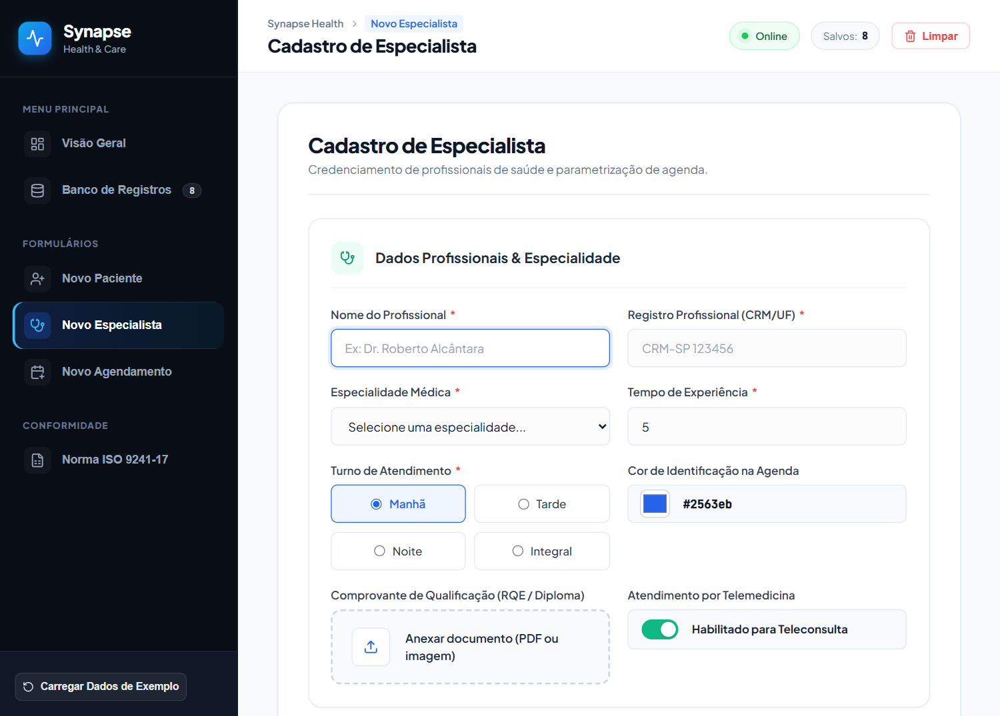 Synapse
Health & Care
MENU PRINCIPAL
Visão Geral
Banco de Registros 8
FORMULÁRIOS
Novo Paciente
Novo Especialista
Novo Agendamento
CONFORMIDADE
Norma ISO 9241-17
Carregar Dados de Exemplo
Synapse Health > Novo Especialista
Cadastro de Especialista
Online
Salvos: 8
Limpar
Cadastro de Especialista
Credenciamento de profissionais de saúde e parametrização de agenda.
Dados Profissionais & Especialidade
Nome do Profissional *
Ex: Dr. Roberto Alcântara
Registro Profissional (CRM/UF) *
CRM-SP 123456
Especialidade Médica *
Selecione uma especialidade...
Tempo de Experiência *
5
Turno de Atendimento *
Manhã
Tarde
Noite
Integral
Cor de Identificação na Agenda
#2563eb
Comprovante de Qualificação (RQE / Diploma)
Anexar documento (PDF ou
imagem)
Atendimento por Telemedicina
Habilitado para Teleconsulta